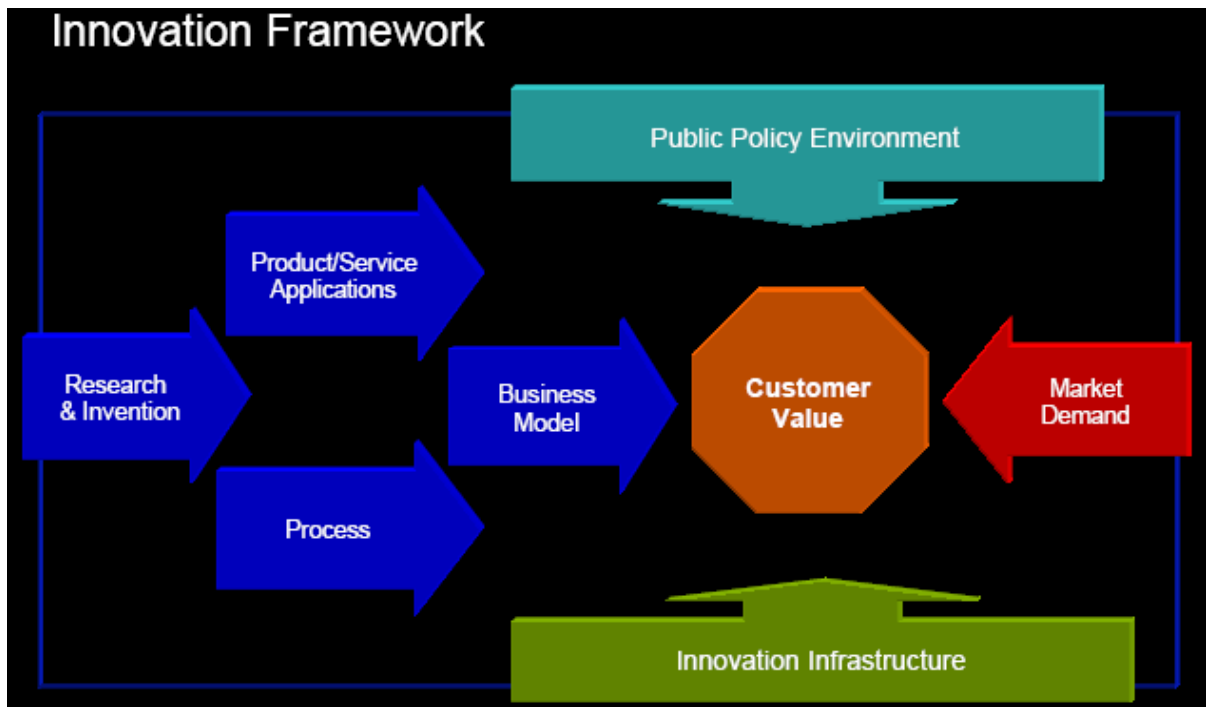 Innovation Framework
Public Policy Environment
Product/Service
Applications
Research
& Invention
Business
Model
Customer
Value
Market
Demand
Process
Innovation Infrastructure